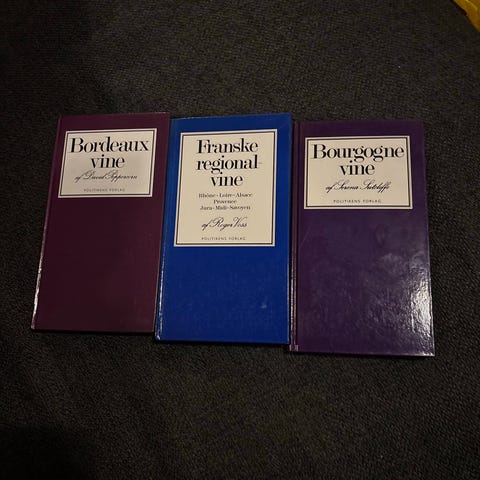 Bordeaux
vine
af David Peppercorn
POLITIKENS FORLAG
Franske
regional-
vine
Rhône - Loire - Alsace
Provence
Jura - Midi - Savoyen
af Roger Voss
POLITIKENS FORLAG
Bourgogne
vine
af Serena Sutcliffe
POLITIKENS FORLAG